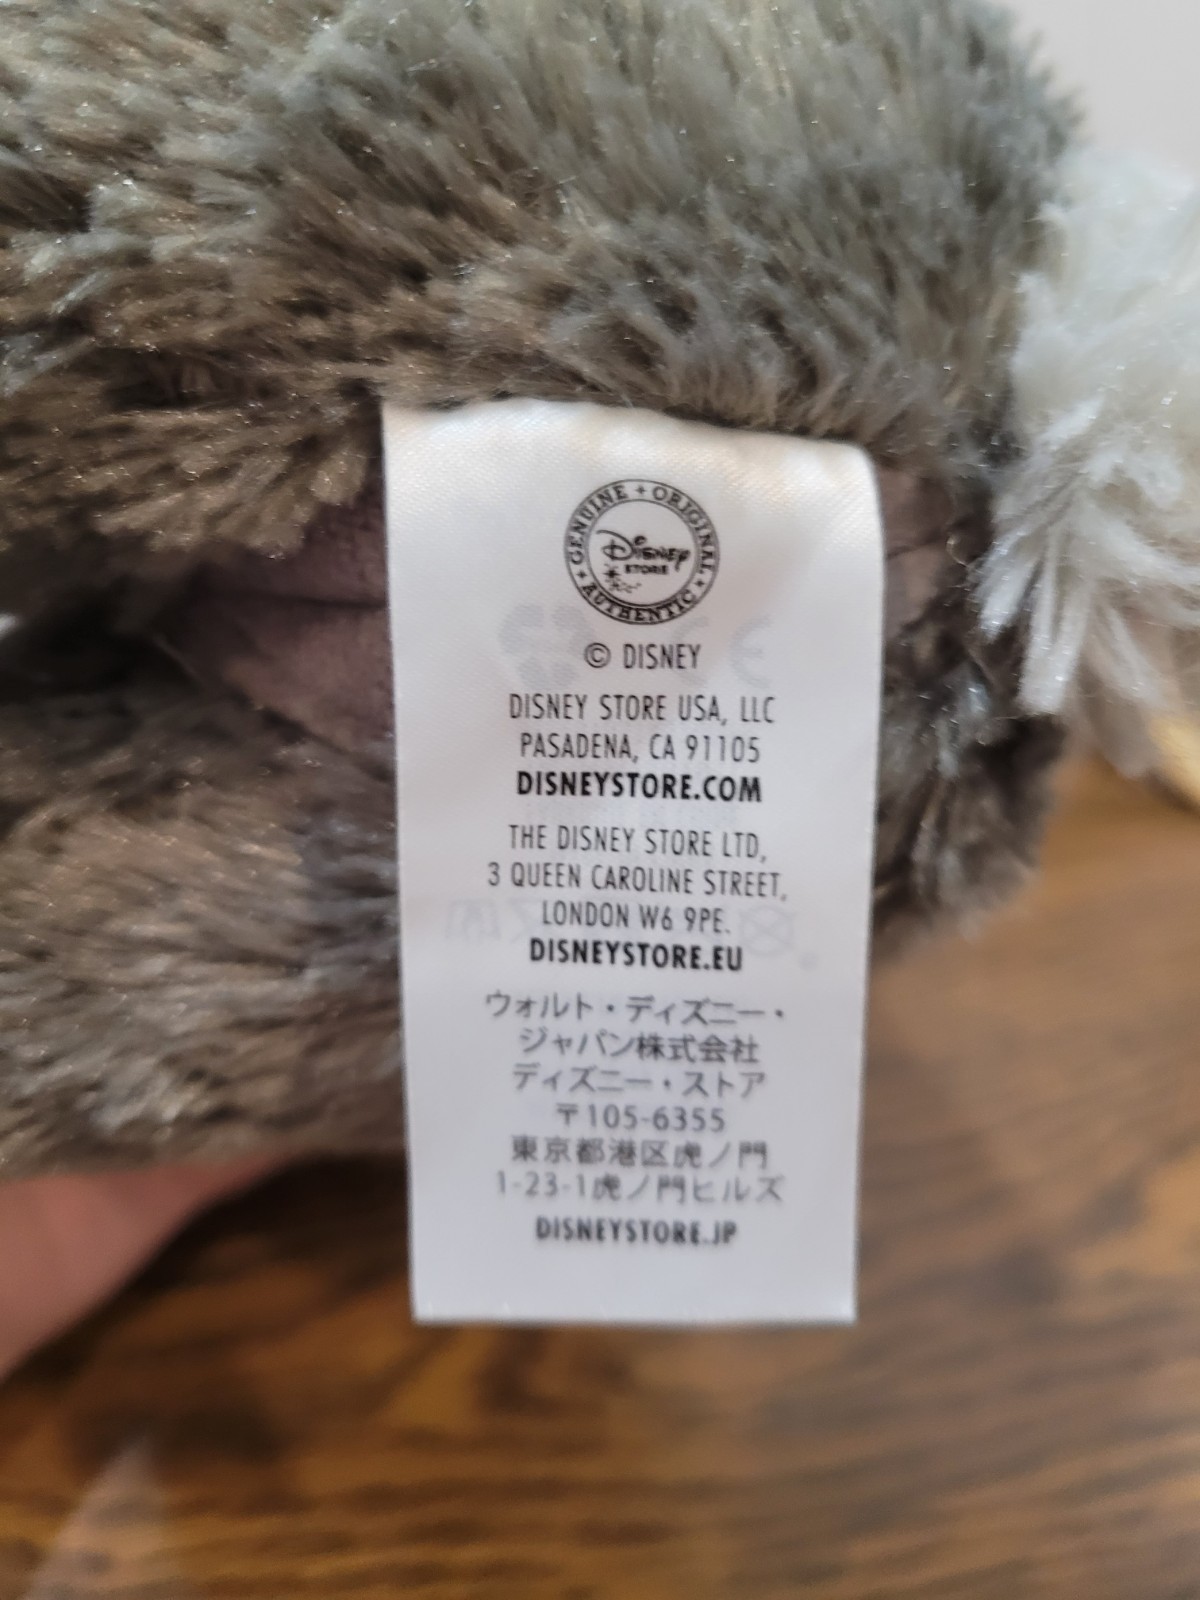 GENUINE + ORIGINAL + AUTHENTIC +
DISNEY
STORE
© DISNEY
DISNEY STORE USA, LLC
PASADENA, CA 91105
DISNEYSTORE.COM
THE DISNEY STORE LTD,
3 QUEEN CAROLINE STREET,
LONDON W6 9PE.
DISNEYSTORE.EU
ウォルト・ディズニー・
ジャパン株式会社
ディズニー・ストア
〒105-6355
東京都港区虎ノ門
1-23-1虎ノ門ヒルズ
DISNEYSTORE.JP